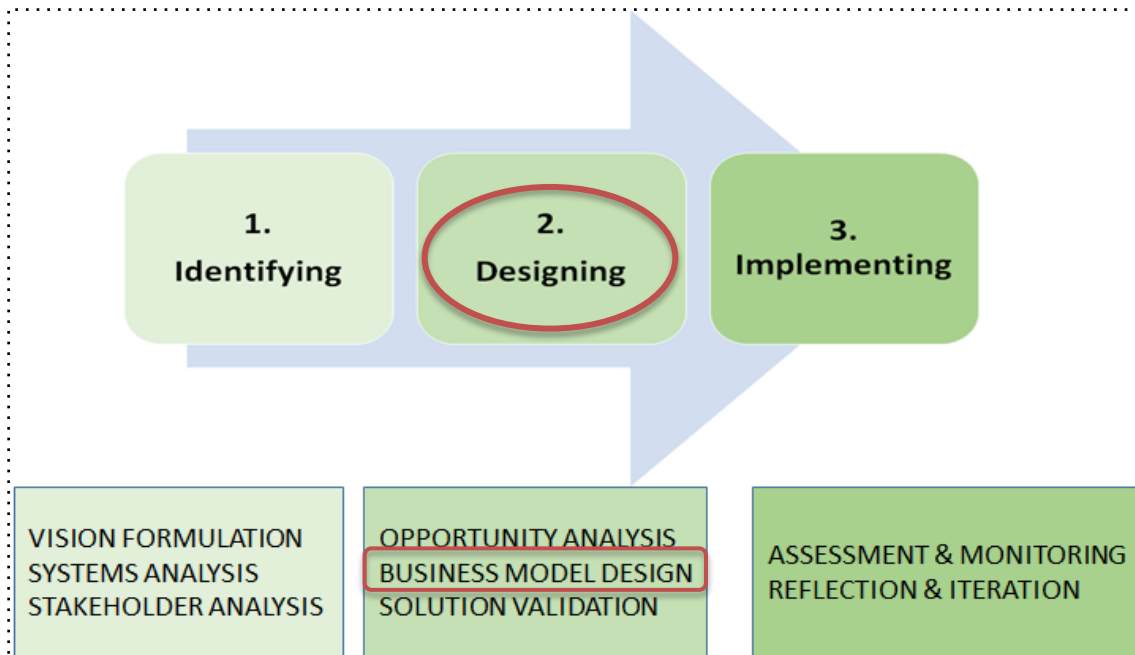 1.
Identifying
2.
Designing
3.
Implementing
VISION FORMULATION
SYSTEMS ANALYSIS
STAKEHOLDER ANALYSIS
OPPORTUNITY ANALYSIS
BUSINESS MODEL DESIGN
SOLUTION VALIDATION
ASSESSMENT & MONITORING
REFLECTION & ITERATION